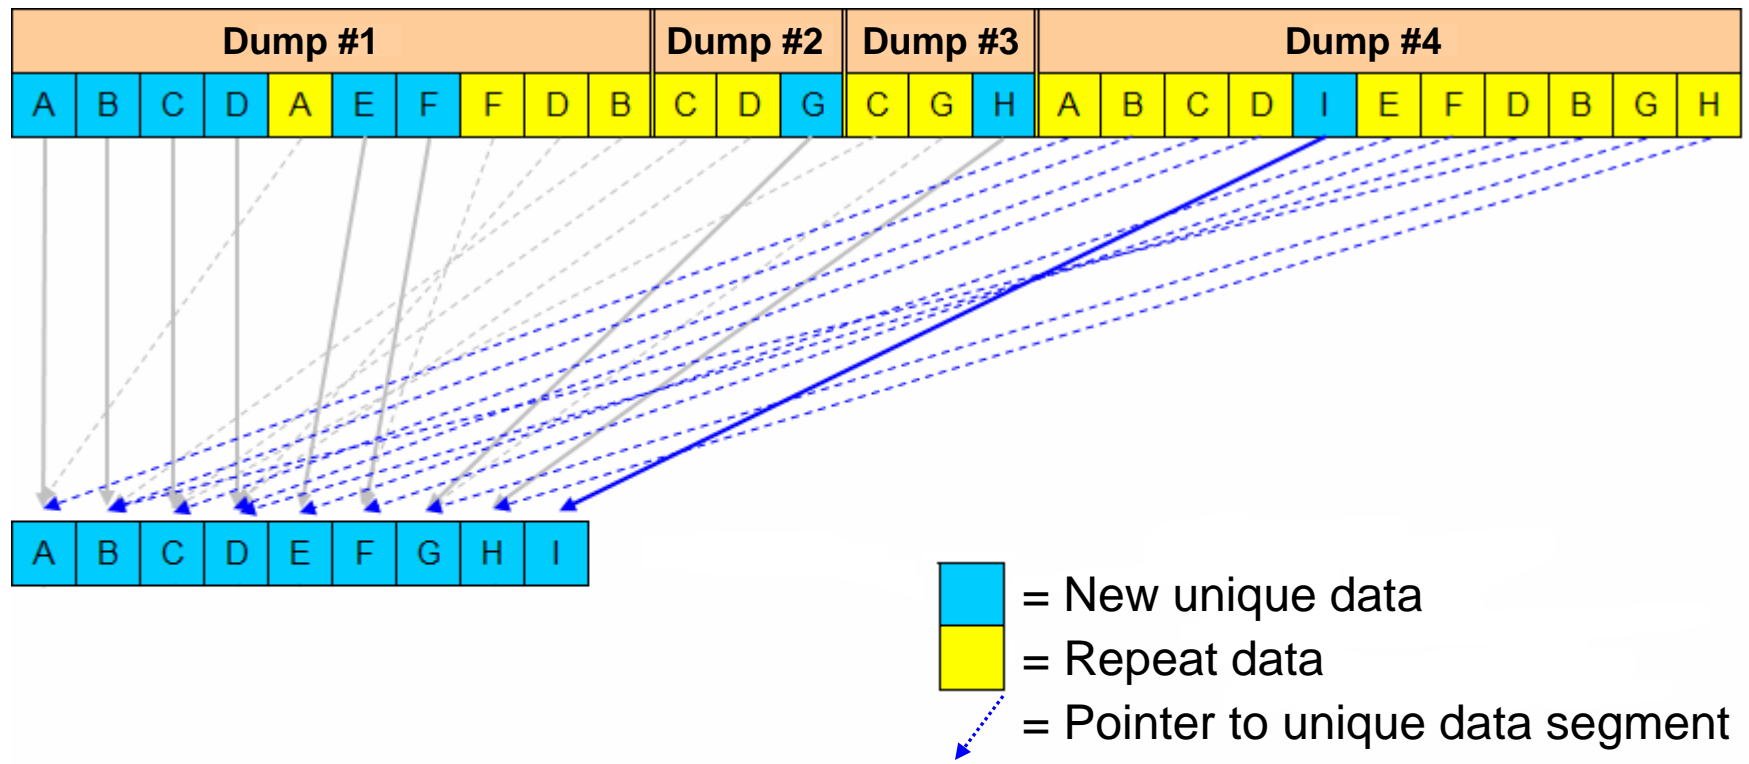 Dump #1 Dump #2 Dump #3 Dump #4
A B C D A E F F D B C D G C G H A B C D I E F D B G H
A B C D E F G H I
= New unique data
= Repeat data
= Pointer to unique data segment